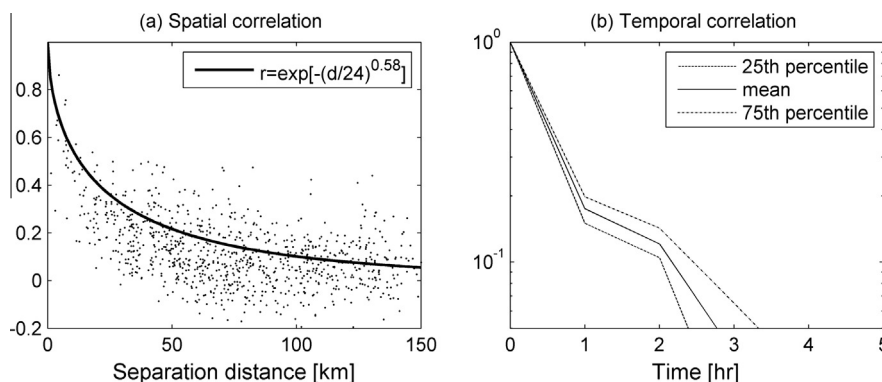 (a) Spatial correlation
r=exp[-(d/24)^0.58]
0.8
0.6
0.4
0.2
0
-0.2
0
50
100
150
Separation distance [km]
(b) Temporal correlation
25th percentile
mean
75th percentile
10^0
10^-1
0
1
2
3
4
5
Time [hr]